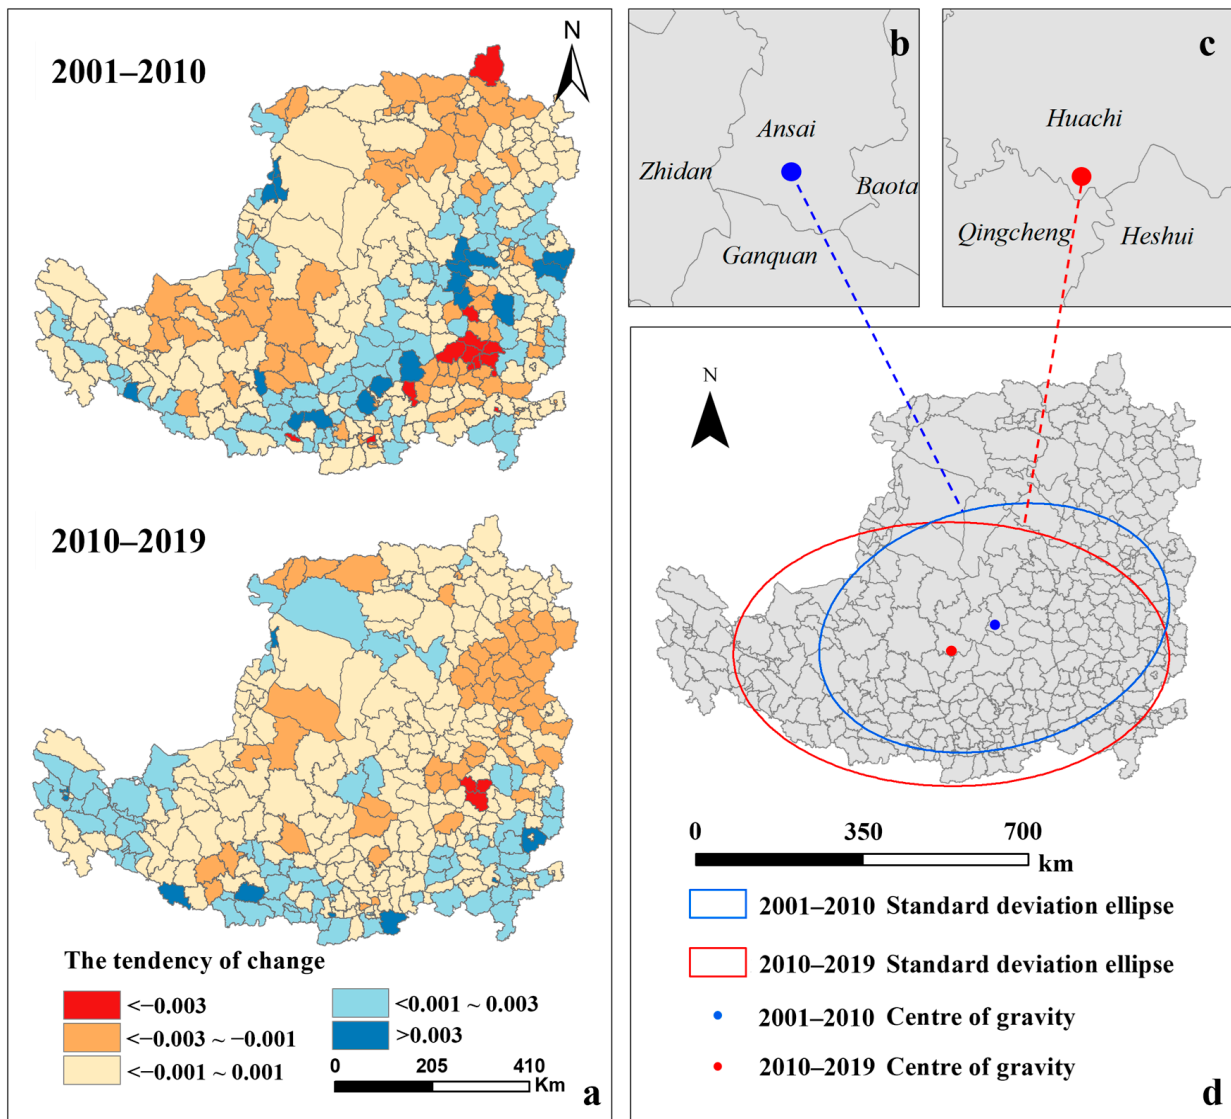 2001–2010
N
2010–2019
The tendency of change
<−0.003
<−0.003 ~ −0.001
<−0.001 ~ 0.001
<0.001 ~ 0.003
>0.003
0 205 410
Km
a
b
Ansai
Zhidan
Baota
Ganquan
c
Huachi
Qingcheng
Heshui
N
0 350 700
km
2001–2010 Standard deviation ellipse
2010–2019 Standard deviation ellipse
2001–2010 Centre of gravity
2010–2019 Centre of gravity
d